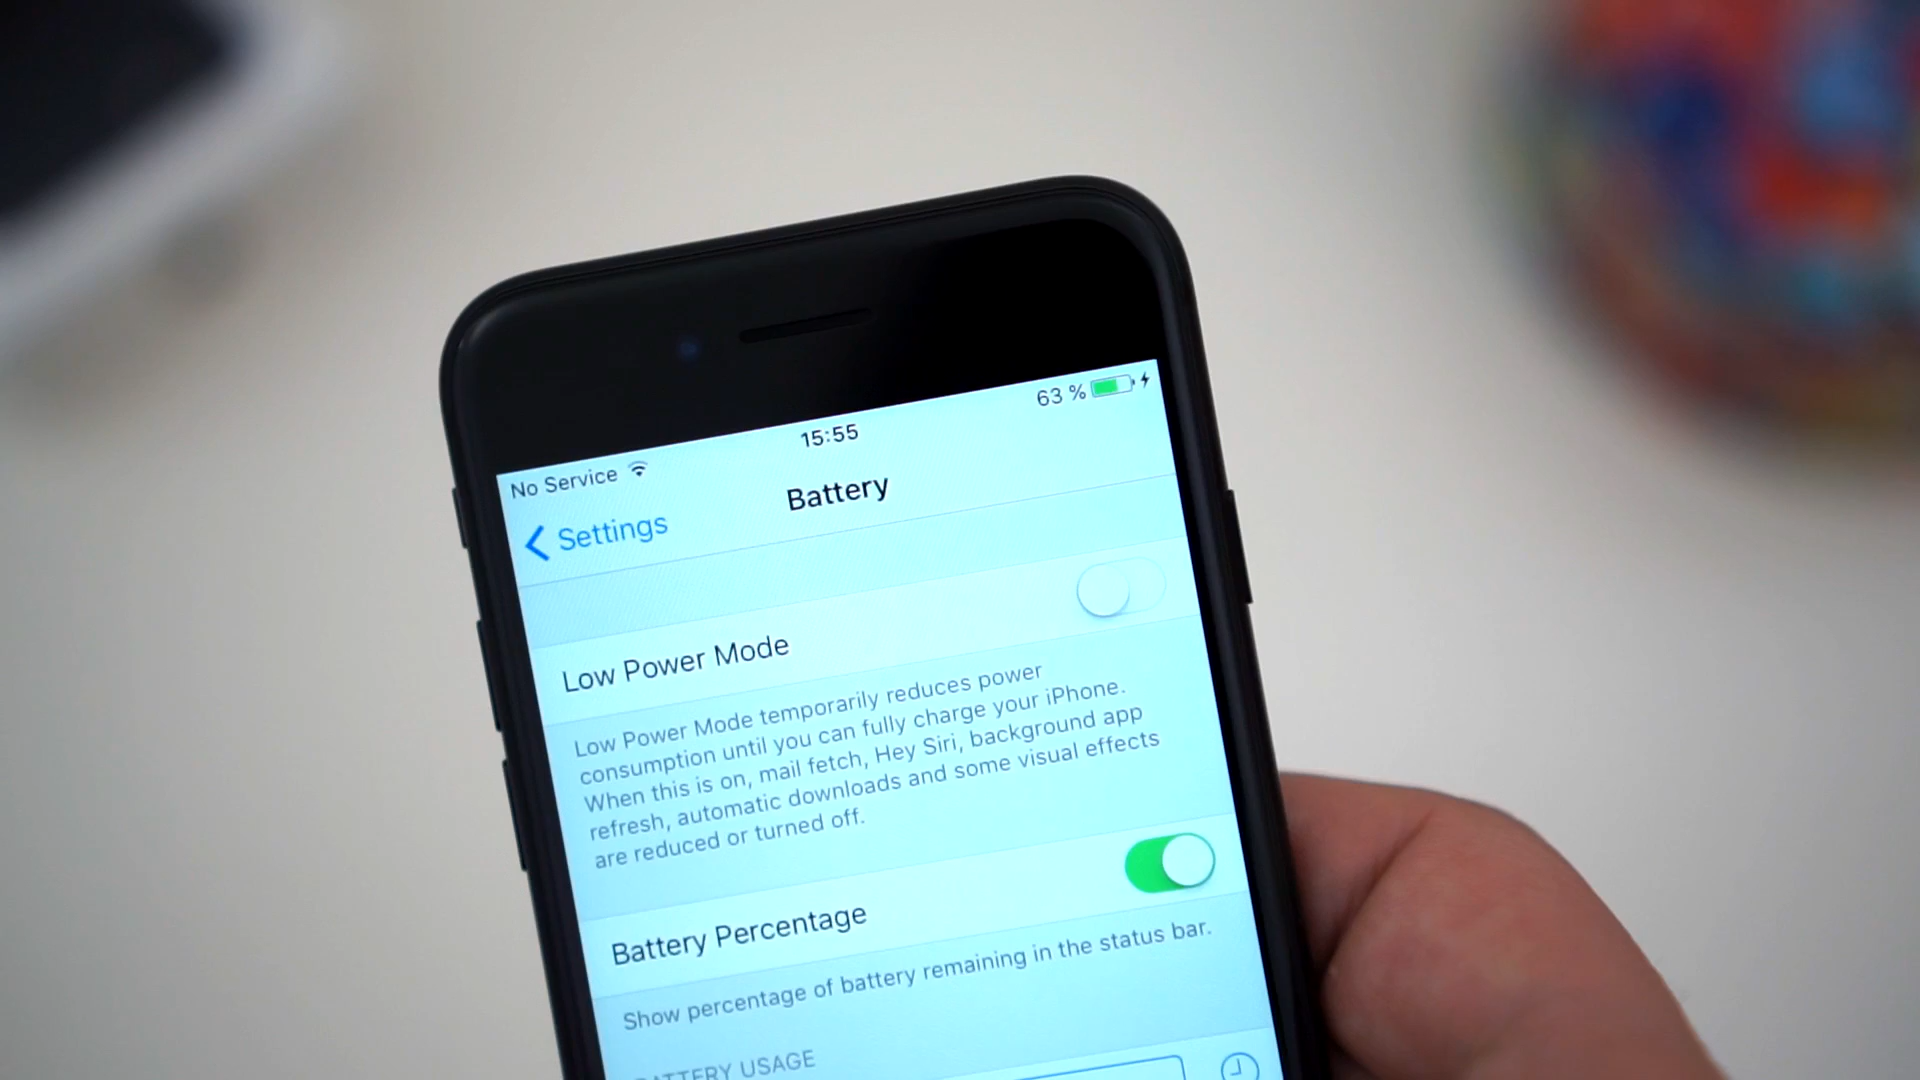 No Service
15:55
63 %
Settings
Battery
Low Power Mode
Low Power Mode temporarily reduces power
consumption until you can fully charge your iPhone.
When this is on, mail fetch, Hey Siri, background app
refresh, automatic downloads and some visual effects
are reduced or turned off.
Battery Percentage
Show percentage of battery remaining in the status bar.
BATTERY USAGE